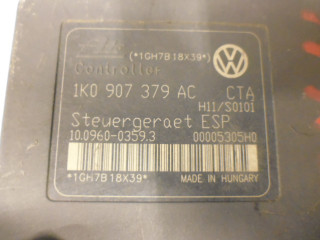 (*1GH7B18X39*)
Controller
1K0 907 379 AC CTA
H11/S0101
Steuergeraet ESP
10.0960-0359.3 00005305H0
*1GH7B18X39* MADE IN HUNGARY